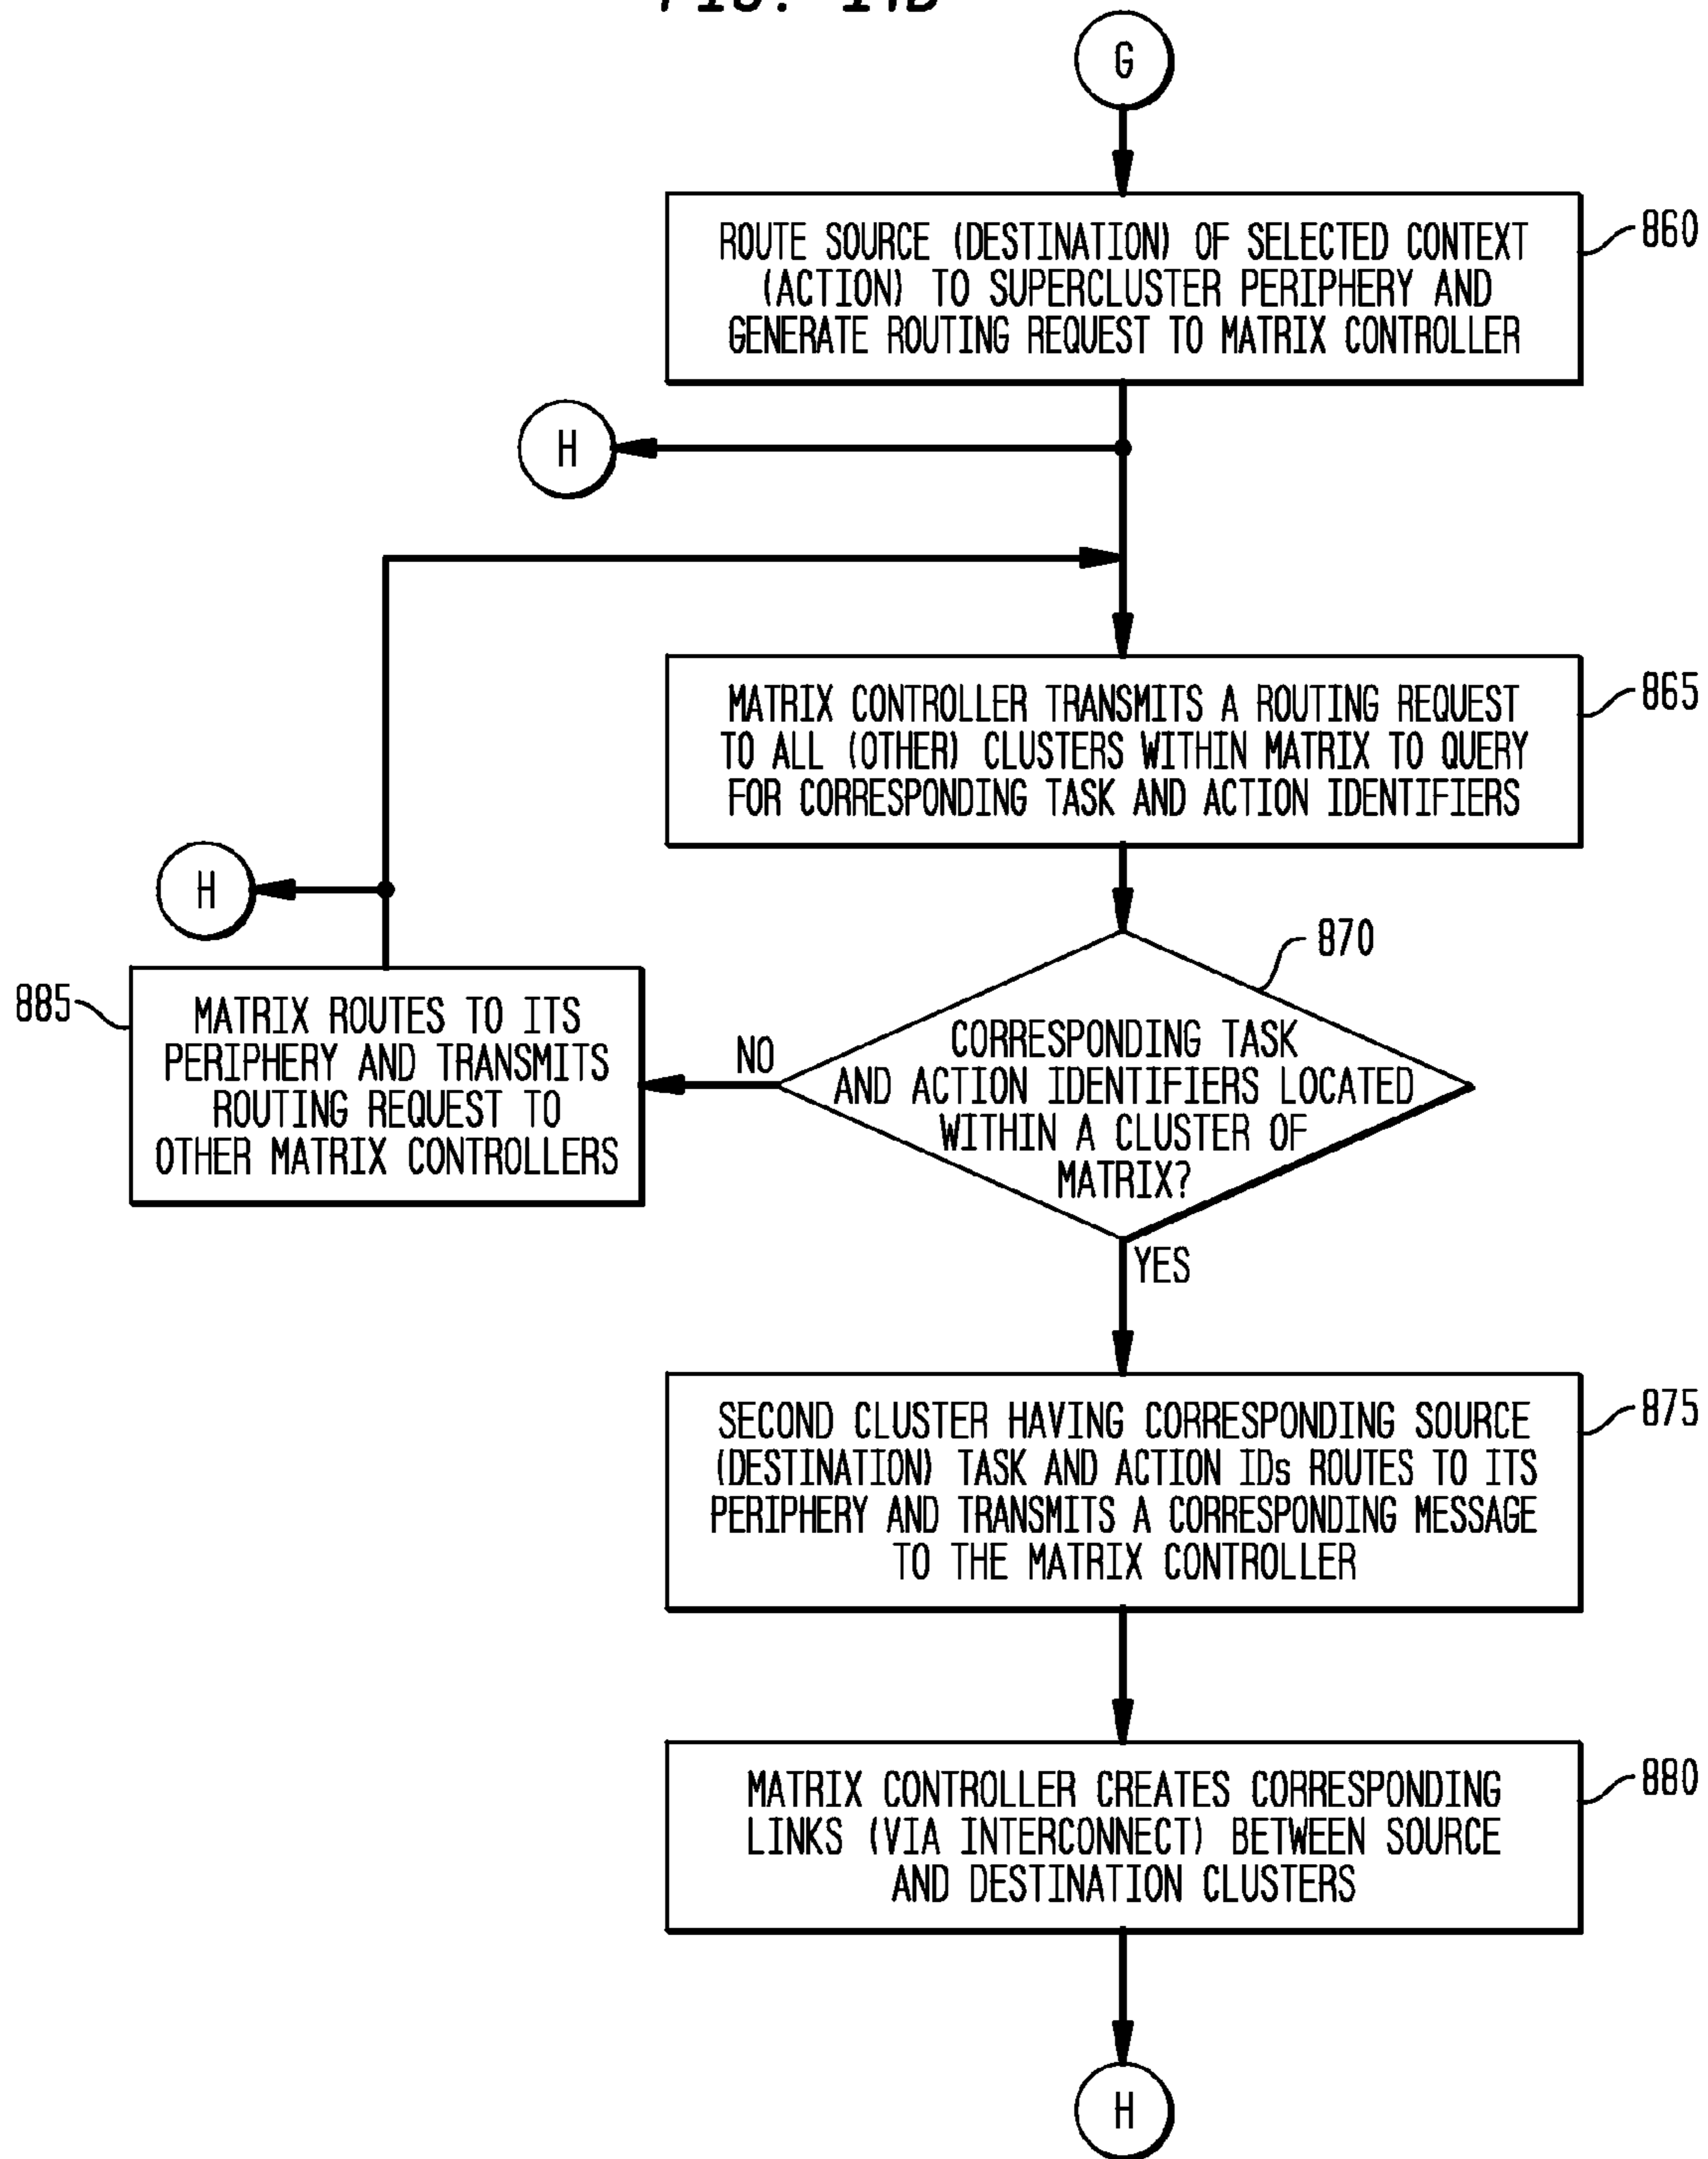 G
ROUTE SOURCE (DESTINATION) OF SELECTED CONTEXT
(ACTION) TO SUPERCLUSTER PERIPHERY AND
GENERATE ROUTING REQUEST TO MATRIX CONTROLLER
860
H
MATRIX CONTROLLER TRANSMITS A ROUTING REQUEST
TO ALL (OTHER) CLUSTERS WITHIN MATRIX TO QUERY
FOR CORRESPONDING TASK AND ACTION IDENTIFIERS
865
H
870
885
MATRIX ROUTES TO ITS
PERIPHERY AND TRANSMITS
ROUTING REQUEST TO
OTHER MATRIX CONTROLLERS
NO
CORRESPONDING TASK
AND ACTION IDENTIFIERS LOCATED
WITHIN A CLUSTER OF
MATRIX?
YES
SECOND CLUSTER HAVING CORRESPONDING SOURCE
(DESTINATION) TASK AND ACTION IDs ROUTES TO ITS
PERIPHERY AND TRANSMITS A CORRESPONDING MESSAGE
TO THE MATRIX CONTROLLER
875
MATRIX CONTROLLER CREATES CORRESPONDING
LINKS (VIA INTERCONNECT) BETWEEN SOURCE
AND DESTINATION CLUSTERS
880
H